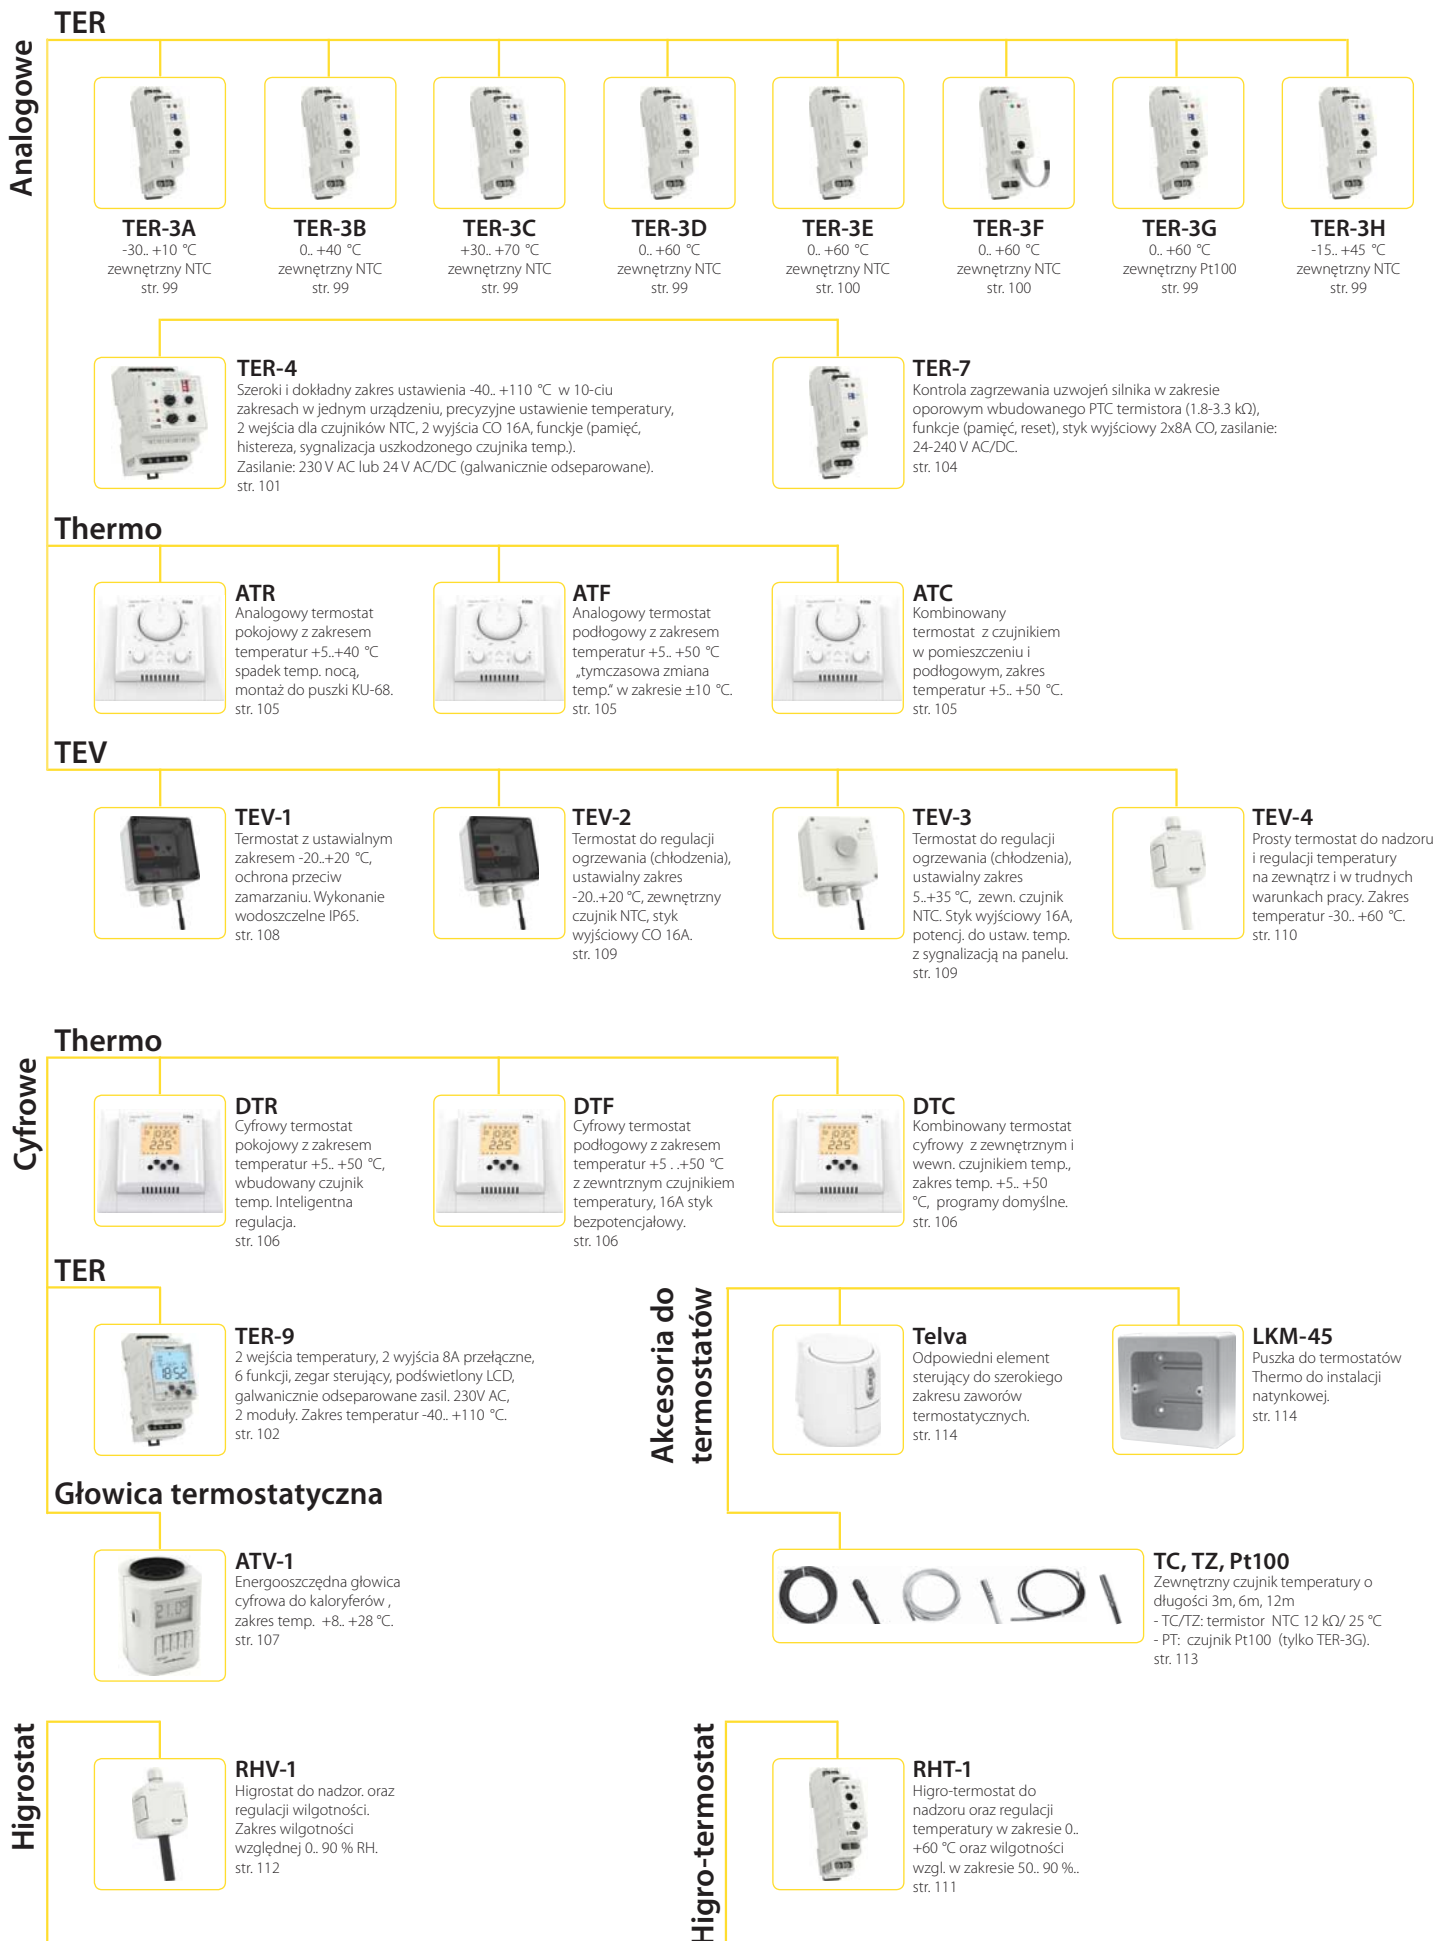 TER
Analogowe
TER-3A
-30.. +10 °C
zewnętrzny NTC
str. 99
TER-3B
0.. +40 °C
zewnętrzny NTC
str. 99
TER-3C
+30.. +70 °C
zewnętrzny NTC
str. 99
TER-3D
0.. +60 °C
zewnętrzny NTC
str. 99
TER-3E
0.. +60 °C
zewnętrzny NTC
str. 100
TER-3F
0.. +60 °C
zewnętrzny NTC
str. 100
TER-3G
0.. +60 °C
zewnętrzny Pt100
str. 99
TER-3H
-15.. +45 °C
zewnętrzny NTC
str. 99
TER-4
Szeroki i dokładny zakres ustawienia -40.. +110 °C w 10-ciu
zakresach w jednym urządzeniu, precyzyjne ustawienie temperatury,
2 wejścia dla czujników NTC, 2 wyjścia CO 16A, funckje (pamięć,
histereza, sygnalizacja uszkodzonego czujnika temp.).
Zasilanie: 230 V AC lub 24 V AC/DC (galwanicznie odseparowane).
str. 101
TER-7
Kontrola zagrzewania uzwojeń silnika w zakresie
oporowym wbudowanego PTC termistora (1.8-3.3 kΩ),
funkcje (pamięć, reset), styk wyjściowy 2x8A CO, zasilanie:
24-240 V AC/DC.
str. 104
Thermo
ATR
Analogowy termostat
pokojowy z zakresem
temperatur +5..+40 °C
spadek temp. nocą,
montaż do puszki KU-68.
str. 105
ATF
Analogowy termostat
podłogowy z zakresem
temperatur +5.. +50 °C
„tymczasowa zmiana
temp.“ w zakresie ±10 °C.
str. 105
ATC
Kombinowany
termostat z czujnikiem
w pomieszczeniu i
podłogowym, zakres
temperatur +5.. +50 °C.
str. 105
TEV
TEV-1
Termostat z ustawialnym
zakresem -20..+20 °C,
ochrona przeciw
zamarzaniu. Wykonanie
wodoszczelne IP65.
str. 108
TEV-2
Termostat do regulacji
ogrzewania (chłodzenia),
ustawialny zakres
-20..+20 °C, zewnętrzny
czujnik NTC, styk
wyjściowy CO 16A.
str. 109
TEV-3
Termostat do regulacji
ogrzewania (chłodzenia),
ustawialny zakres
5..+35 °C, zewn. czujnik
NTC. Styk wyjściowy 16A,
potencj. do ustaw. temp.
z sygnalizacją na panelu.
str. 109
TEV-4
Prosty termostat do nadzoru
i regulacji temperatury
na zewnątrz i w trudnych
warunkach pracy. Zakres
temperatur -30.. +60 °C.
str. 110
Cyfrowe
Thermo
DTR
Cyfrowy termostat
pokojowy z zakresem
temperatur +5.. +50 °C,
wbudowany czujnik
temp. Inteligentna
regulacja.
str. 106
DTF
Cyfrowy termostat
podłogowy z zakresem
temperatur +5 . .+50 °C
z zewntrznym czujnikiem
temperatury, 16A styk
bezpotencjałowy.
str. 106
DTC
Kombinowany termostat
cyfrowy z zewnętrznym i
wewn. czujnikiem temp.,
zakres temp. +5.. +50
°C, programy domyślne.
str. 106
TER
TER-9
2 wejścia temperatury, 2 wyjścia 8A przełączne,
6 funkcji, zegar sterujący, podświetlony LCD,
galwanicznie odseparowane zasil. 230V AC,
2 moduły. Zakres temperatur -40.. +110 °C.
str. 102
Akcesoria do
termostatów
Telva
Odpowiedni element
sterujący do szerokiego
zakresu zaworów
termostatycznych.
str. 114
LKM-45
Puszka do termostatów
Thermo do instalacji
natynkowej.
str. 114
Głowica termostatyczna
ATV-1
Energooszczędna głowica
cyfrowa do kaloryferów ,
zakres temp. +8.. +28 °C.
str. 107
TC, TZ, Pt100
Zewnętrzny czujnik temperatury o
długości 3m, 6m, 12m
- TC/TZ: termistor NTC 12 kΩ/ 25 °C
- PT: czujnik Pt100 (tylko TER-3G).
str. 113
Higrostat
RHV-1
Higrostat do nadzor. oraz
regulacji wilgotności.
Zakres wilgotności
względnej 0.. 90 % RH.
str. 112
Higro-termostat
RHT-1
Higro-termostat do
nadzoru oraz regulacji
temperatury w zakresie 0..
+60 °C oraz wilgotności
wzgl. w zakresie 50.. 90 %..
str. 111